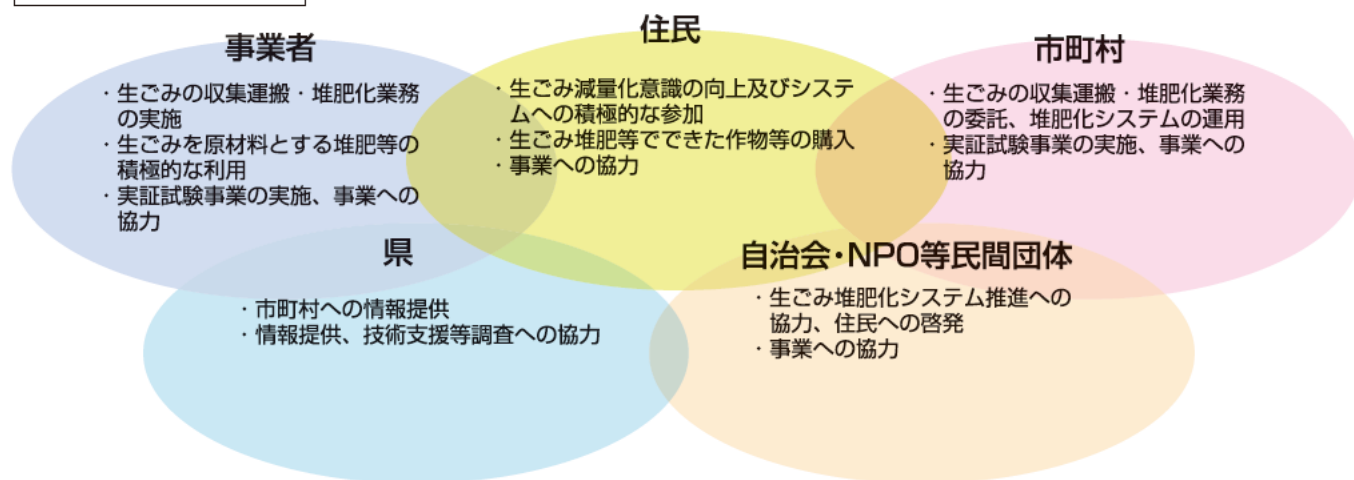 事業者
・生ごみの収集運搬・堆肥化業務
の実施
・生ごみを原材料とする堆肥等の
積極的な利用
・実証試験事業の実施、事業への
協力
住民
・生ごみ減量化意識の向上及びシステ
ムへの積極的な参加
・生ごみ堆肥等でできた作物等の購入
・事業への協力
市町村
・生ごみの収集運搬・堆肥化業務
の委託、堆肥化システムの運用
・実証試験事業の実施、事業への
協力
県
・市町村への情報提供
・情報提供、技術支援等調査への協力
自治会・NPO等民間団体
・生ごみ堆肥化システム推進への
協力、住民への啓発
・事業への協力